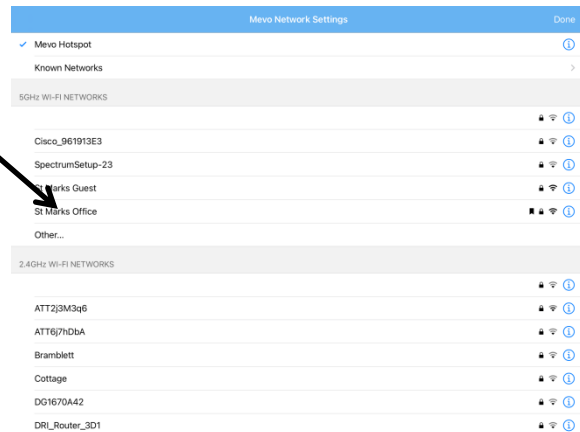 Mevo Network Settings Done
Mevo Hotspot
Known Networks
5GHz WI-FI NETWORKS
Cisco_961913E3
SpectrumSetup-23
St Marks Guest
St Marks Office
Other...
2.4GHz WI-FI NETWORKS
ATT2j3M3q6
ATT6j7hDbA
Bramblett
Cottage
DG1670A42
DRI_Router_3D1